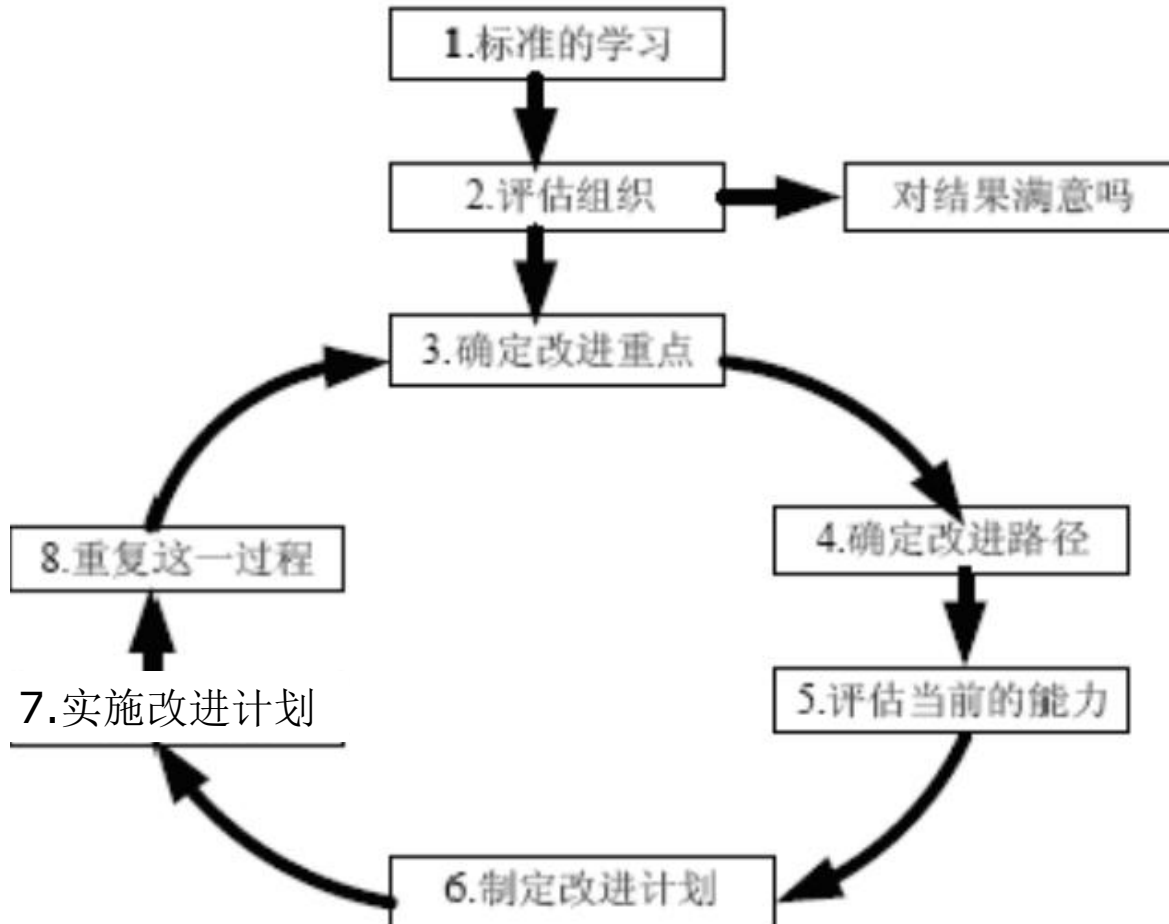 1.标准的学习
2.评估组织
对结果满意吗
3.确定改进重点
4.确定改进路径
8.重复这一过程
5.评估当前的能力
7.实施改进计划
6.制定改进计划